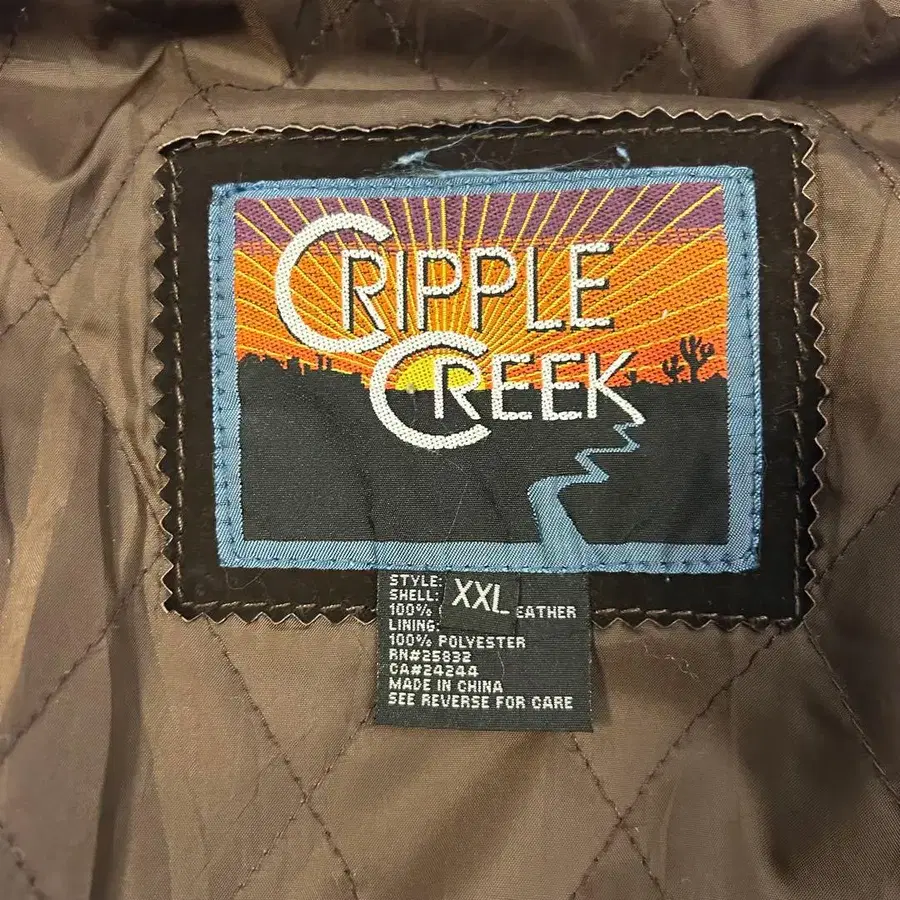 CRIPPLE
CREEK
XXL
STYLE:
SHELL:
100% EATHER
LINING:
100% POLYESTER
RN#25832
CA#24244
MADE IN CHINA
SEE REVERSE FOR CARE